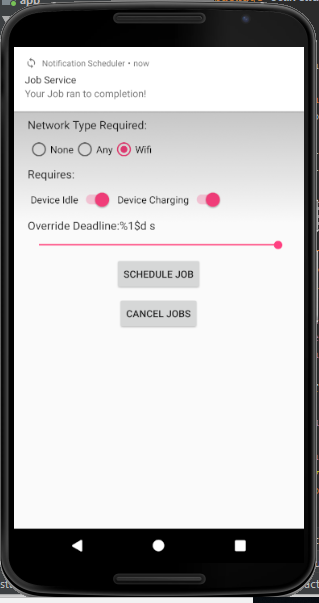 app
Notification Scheduler • now
Job Service
Your Job ran to completion!
Network Type Required:
None Any Wifi
Requires:
Device Idle Device Charging
Override Deadline:%1$d s
SCHEDULE JOB
CANCEL JOBS